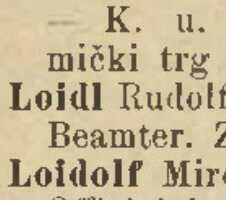 — K. u.
mički trg
Loidl Rudolf
Beamter. Z
Loidolf Mir